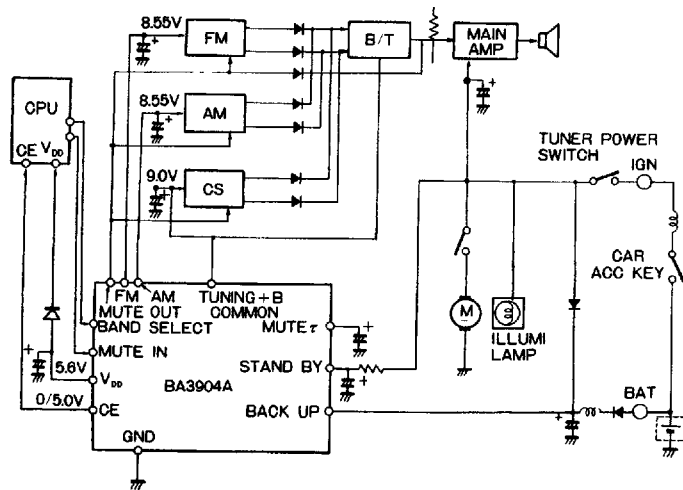 8.55V
FM
B/T
MAIN
AMP
CPU
CE VDD
8.55V
AM
9.0V
CS
TUNER POWER
SWITCH
IGN
CAR
ACC KEY
FM
AM
MUTE OUT
TUNING+B
COMMON
BAND SELECT
MUTE τ
M
ILLUMI
LAMP
MUTE IN
STAND BY
5.6V
VDD
BA3904A
0/5.0V
CE
BACK UP
BAT
GND